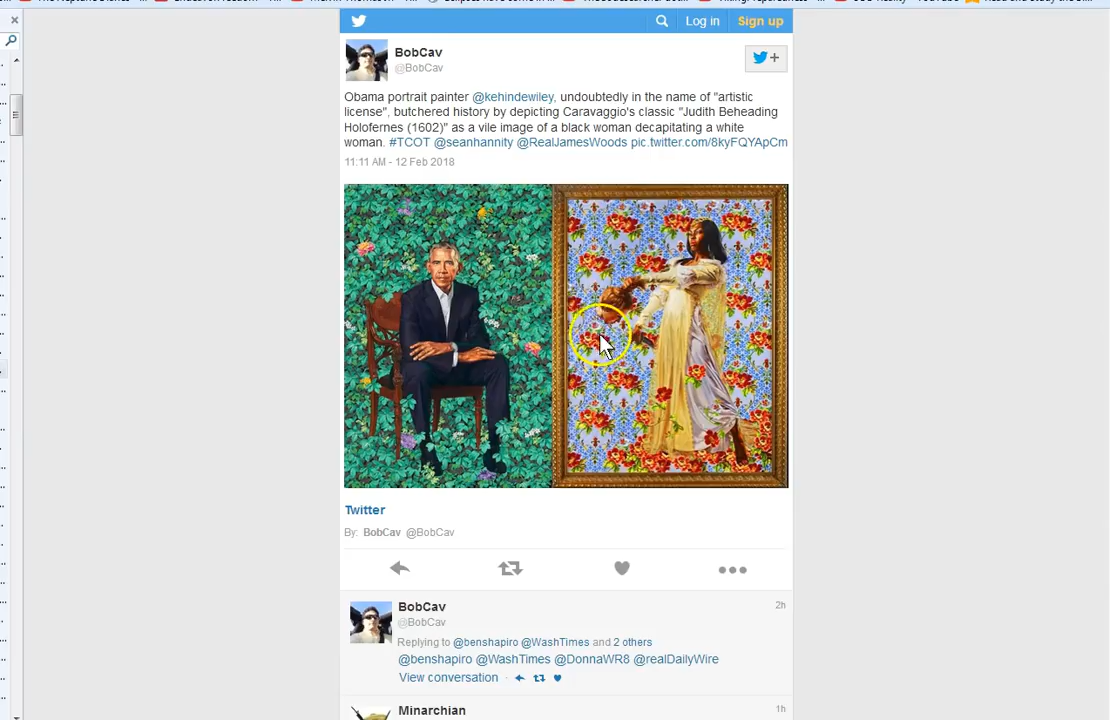 Log in
Sign up
BobCav
@BobCav
Obama portrait painter @kehindewiley, undoubtedly in the name of "artistic
license", butchered history by depicting Caravaggio's classic "Judith Beheading
Holofernes (1602)" as a vile image of a black woman decapitating a white
woman. #TCOT @seanhannity @RealJamesWoods pic.twitter.com/8kyFQYApCm
11:11 AM - 12 Feb 2018
Twitter
By: BobCav @BobCav
BobCav
2h
@BobCav
Replying to @benshapiro @WashTimes and 2 others
@benshapiro @WashTimes @DonnaWR8 @realDailyWire
View conversation
Minarchian
1h